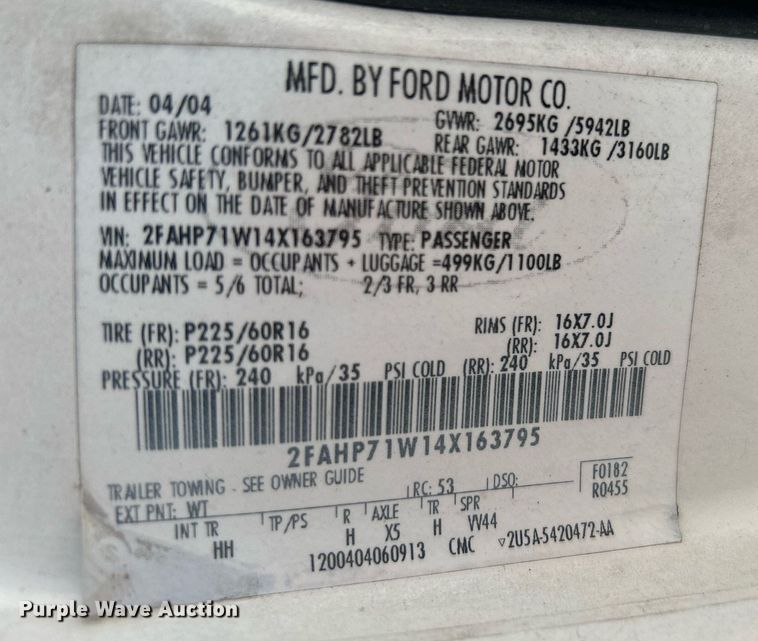 MFD. BY FORD MOTOR CO.
DATE: 04/04 GVWR: 2695KG /5942LB
FRONT GAWR: 1261KG/2782LB REAR GAWR: 1433KG /3160LB
THIS VEHICLE CONFORMS TO ALL APPLICABLE FEDERAL MOTOR
VEHICLE SAFETY, BUMPER, AND THEFT PREVENTION STANDARDS
IN EFFECT ON THE DATE OF MANUFACTURE SHOWN ABOVE.
VIN: 2FAHP71W14X163795 TYPE: PASSENGER
MAXIMUM LOAD = OCCUPANTS + LUGGAGE =499KG/1100LB
OCCUPANTS = 5/6 TOTAL; 2/3 FR, 3 RR
TIRE (FR): P225/60R16 RIMS (FR): 16X7.0J
(RR): P225/60R16 (RR): 16X7.0J
PRESSURE (FR): 240 kPa/35 PSI COLD (RR): 240 kPa/35 PSI COLD
2FAHP71W14X163795
TRAILER TOWING - SEE OWNER GUIDE RC: 53 DSO: F0182
EXT PNT: WT R0455
INT TR TP/PS R AXLE TR SPR
HH H X5 H VV44
1200404060913 CMC ▽2U5A-5420472-AA
Purple Wave Auction